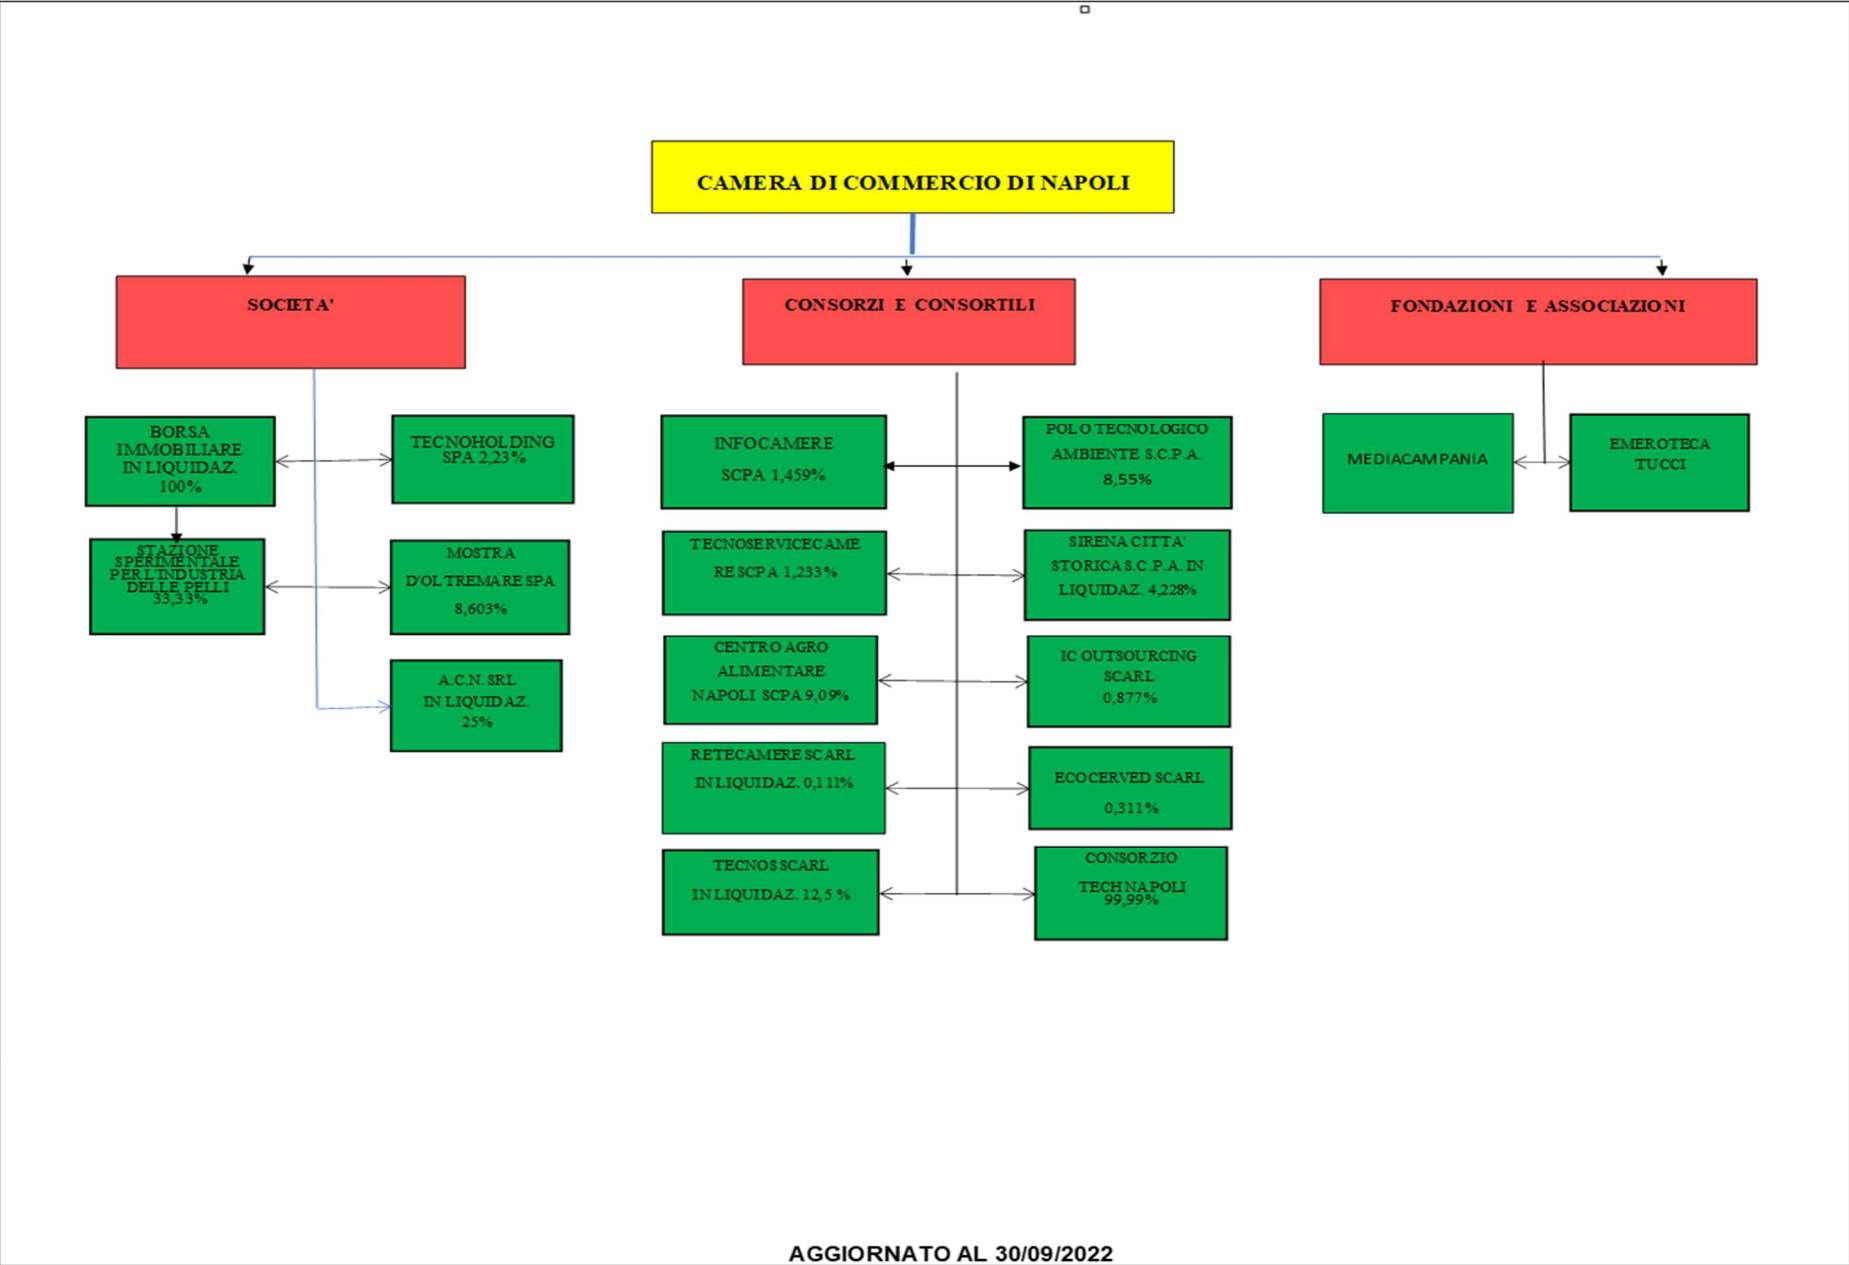 CAMERA DI COMMERCIO DI NAPOLI
SOCIETA'
CONSORZI E CONSORTILI
FONDAZIONI E ASSOCIAZIONI
BORSA
IMMOBILIARE
IN LIQUIDAZ.
100%
TECNOHOLDING
SPA 2,23%
STAZIONE
SPERIMENTALE
PER L'INDUSTRIA
DELLE PELLI
33,33%
MOSTRA
D'OLTREMARE SPA
8,603%
A.C.N. SRL
IN LIQUIDAZ.
25%
INFOCAMERE
SCPA 1,459%
POLO TECNOLOGICO
AMBIENTE S.C.P.A.
8,55%
TECNOSERVICECAME
RE SCPA 1,233%
SIRENA CITTA'
STORICA S.C.P.A. IN
LIQUIDAZ. 4,228%
CENTRO AGRO
ALIMENTARE
NAPOLI SCPA 9,09%
IC OUTSOURCING
SCARL
0,877%
RETECAMERE SCARL
IN LIQUIDAZ. 0,111%
ECOCERVED SCARL
0,311%
TECNOS SCARL
IN LIQUIDAZ. 12,5 %
CONSORZIO
TECH NAPOLI
99,99%
MEDIACAMPANIA
EMEROTECA
TUCCI
AGGIORNATO AL 30/09/2022